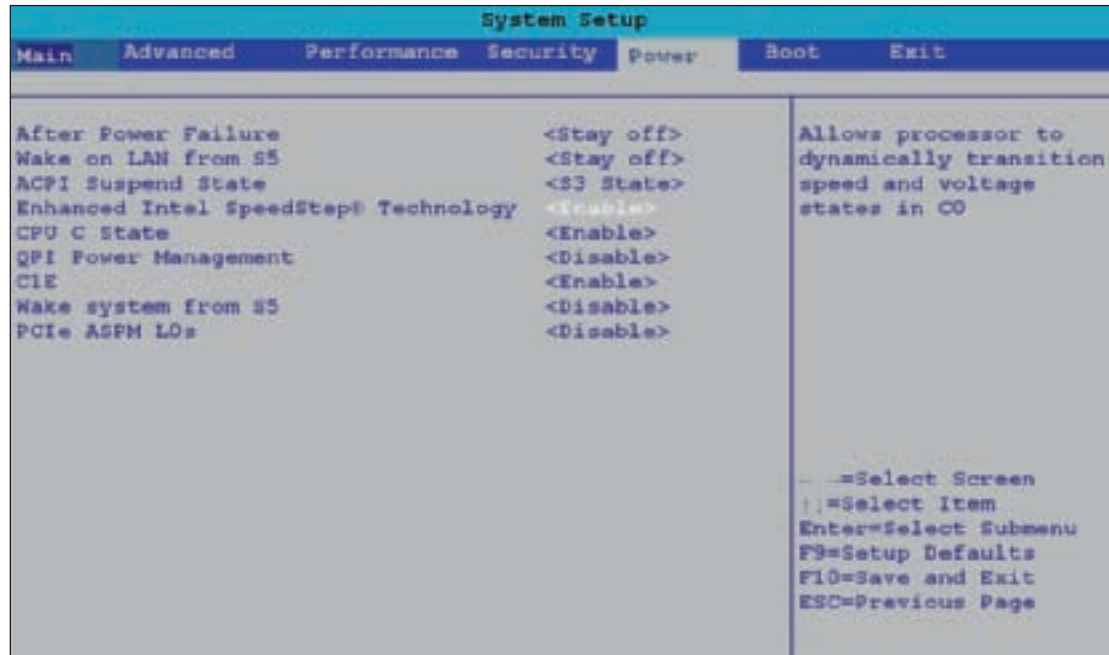 System Setup
Main Advanced Performance Security Power Boot Exit
After Power Failure <Stay off>
Wake on LAN from S5 <Stay off>
ACPI Suspend State <S3 State>
Enhanced Intel SpeedStep® Technology <Enable>
CPU C State <Enable>
QPI Power Management <Disable>
C1E <Enable>
Wake system from S5 <Disable>
PCIe ASPM L0s <Disable>
Allows processor to
dynamically transition
speed and voltage
states in C0
=Select Screen
↑↓=Select Item
Enter=Select Submenu
F9=Setup Defaults
F10=Save and Exit
ESC=Previous Page